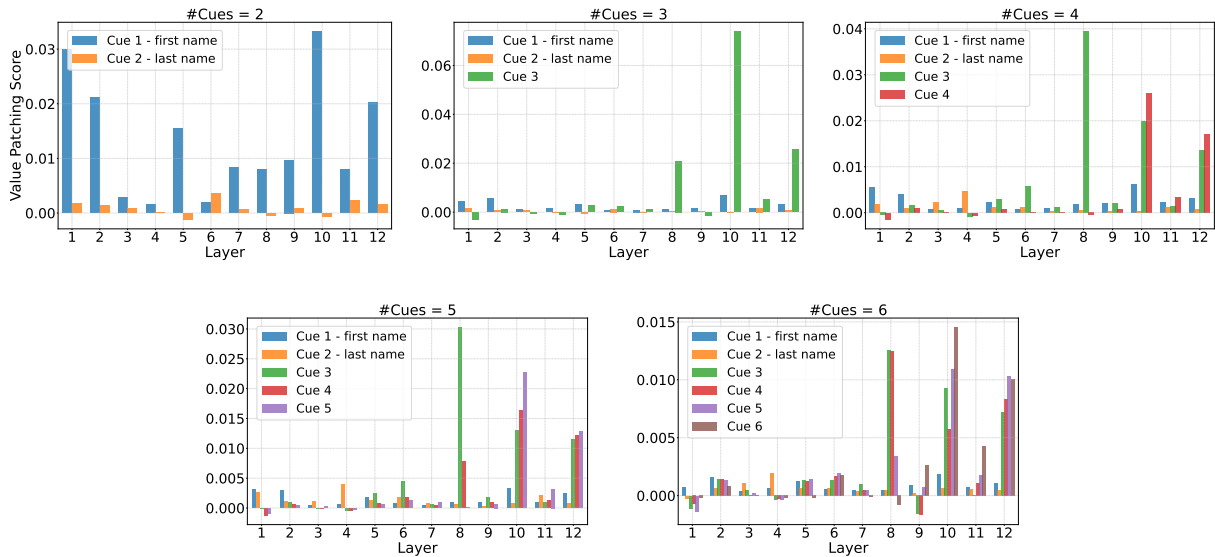 #Cues = 2
Value Patching Score
0.03
0.02
0.01
0.00
Cue 1 - first name
Cue 2 - last name
1 2 3 4 5 6 7 8 9 10 11 12
Layer
#Cues = 3
0.06
0.04
0.02
0.00
Cue 1 - first name
Cue 2 - last name
Cue 3
1 2 3 4 5 6 7 8 9 10 11 12
Layer
#Cues = 4
0.04
0.03
0.02
0.01
0.00
Cue 1 - first name
Cue 2 - last name
Cue 3
Cue 4
1 2 3 4 5 6 7 8 9 10 11 12
Layer
#Cues = 5
0.030
0.025
0.020
0.015
0.010
0.005
0.000
Cue 1 - first name
Cue 2 - last name
Cue 3
Cue 4
Cue 5
1 2 3 4 5 6 7 8 9 10 11 12
Layer
#Cues = 6
0.015
0.010
0.005
0.000
Cue 1 - first name
Cue 2 - last name
Cue 3
Cue 4
Cue 5
Cue 6
1 2 3 4 5 6 7 8 9 10 11 12
Layer